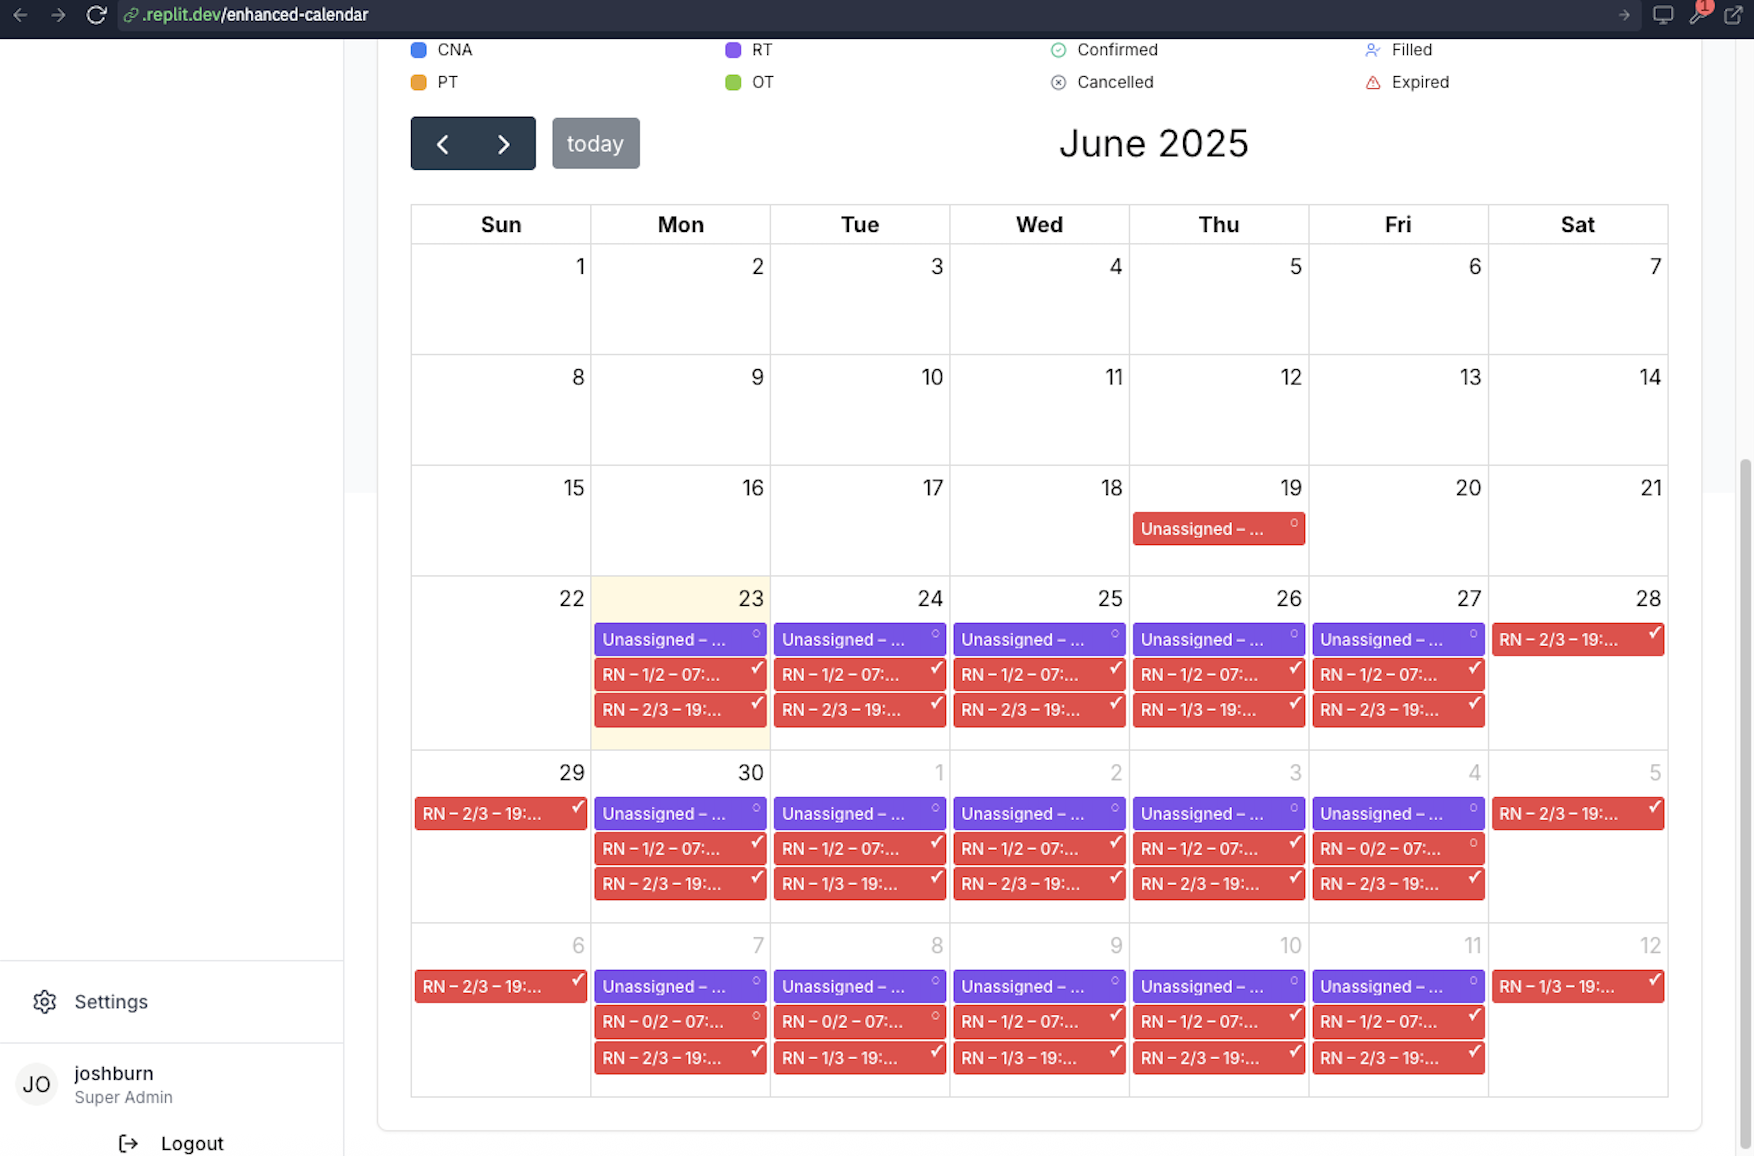 .replit.dev/enhanced-calendar
1
CNA RT Confirmed Filled
PT OT Cancelled Expired
today
June 2025
Sun Mon Tue Wed Thu Fri Sat
1 2 3 4 5 6 7
8 9 10 11 12 13 14
15 16 17 18 19 20 21
Unassigned – ...
22 23 24 25 26 27 28
Unassigned – ... Unassigned – ... Unassigned – ... Unassigned – ... Unassigned – ... RN – 2/3 – 19:...
RN – 1/2 – 07:... RN – 1/2 – 07:... RN – 1/2 – 07:... RN – 1/2 – 07:... RN – 1/2 – 07:...
RN – 2/3 – 19:... RN – 2/3 – 19:... RN – 2/3 – 19:... RN – 1/3 – 19:... RN – 2/3 – 19:...
29 30 1 2 3 4 5
RN – 2/3 – 19:... Unassigned – ... Unassigned – ... Unassigned – ... Unassigned – ... Unassigned – ... RN – 2/3 – 19:...
RN – 1/2 – 07:... RN – 1/2 – 07:... RN – 1/2 – 07:... RN – 1/2 – 07:... RN – 0/2 – 07:...
RN – 2/3 – 19:... RN – 1/3 – 19:... RN – 2/3 – 19:... RN – 2/3 – 19:... RN – 2/3 – 19:...
6 7 8 9 10 11 12
RN – 2/3 – 19:... Unassigned – ... Unassigned – ... Unassigned – ... Unassigned – ... Unassigned – ... RN – 1/3 – 19:...
RN – 0/2 – 07:... RN – 0/2 – 07:... RN – 1/2 – 07:... RN – 1/2 – 07:... RN – 1/2 – 07:...
RN – 2/3 – 19:... RN – 1/3 – 19:... RN – 1/3 – 19:... RN – 2/3 – 19:... RN – 2/3 – 19:...
Settings
JO
joshburn
Super Admin
Logout